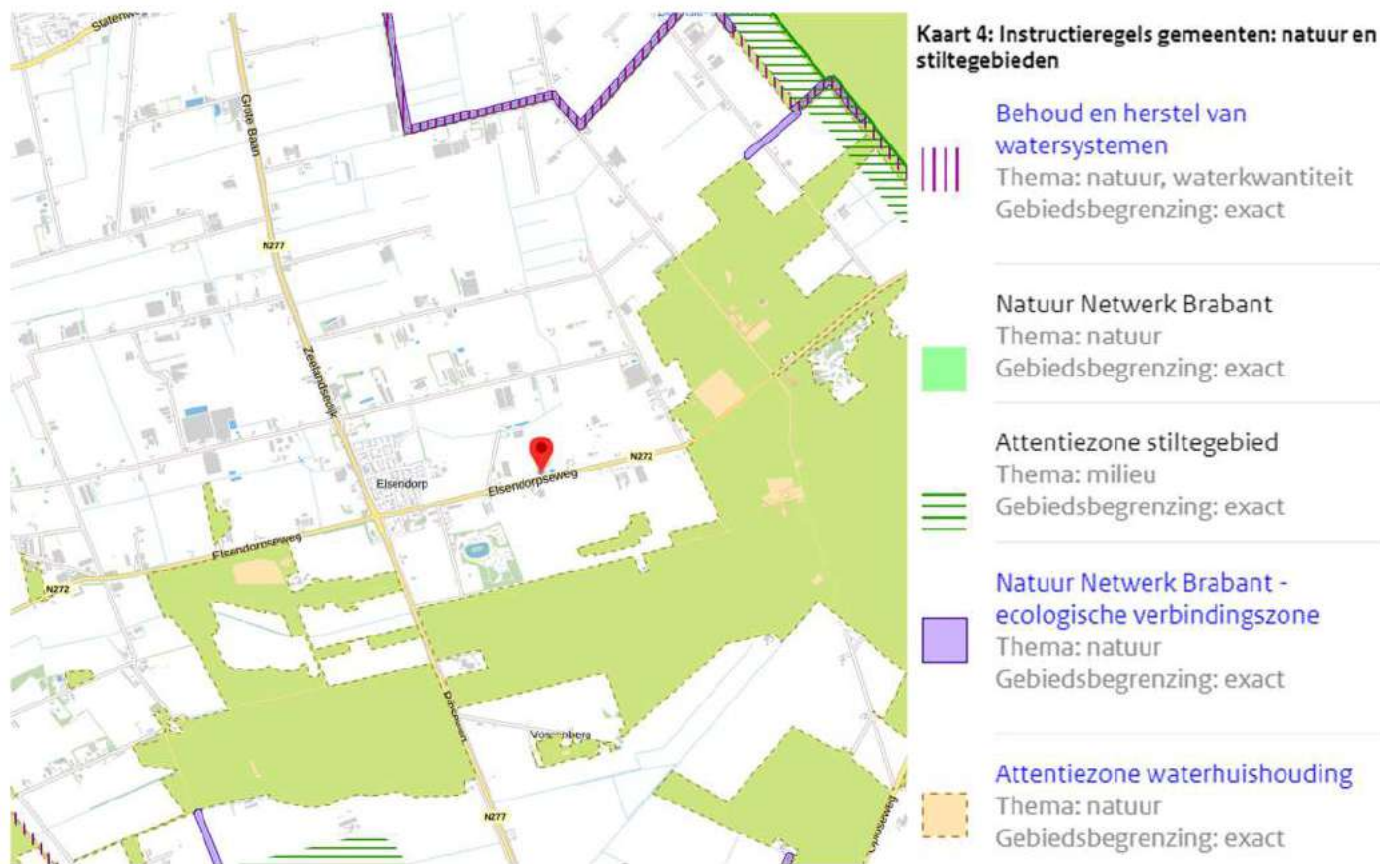 Statenweg
Grote Baan
N277
Zeelandsedijk
Elsendorp
Elsendorpseweg
N272
Elsendorpseweg
N272
N277
Kaart 4: Instructieregels gemeenten: natuur en
stiltegebieden
Behoud en herstel van
watersystemen
Thema: natuur, waterkwantiteit
Gebiedsbegrenzing: exact
Natuur Netwerk Brabant
Thema: natuur
Gebiedsbegrenzing: exact
Attentiezone stiltegebied
Thema: milieu
Gebiedsbegrenzing: exact
Natuur Netwerk Brabant -
ecologische verbindingszone
Thema: natuur
Gebiedsbegrenzing: exact
Attentiezone waterhuishouding
Thema: natuur
Gebiedsbegrenzing: exact